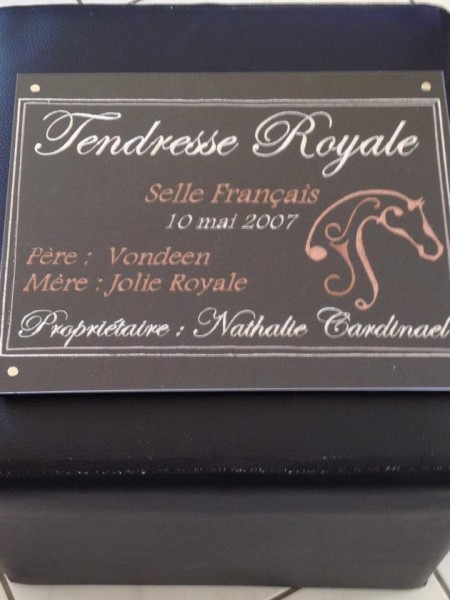 Tendresse Royale
Selle Français
10 mai 2007
Père : Vondeen
Mère : Jolie Royale
Propriétaire : Nathalie Cardinael